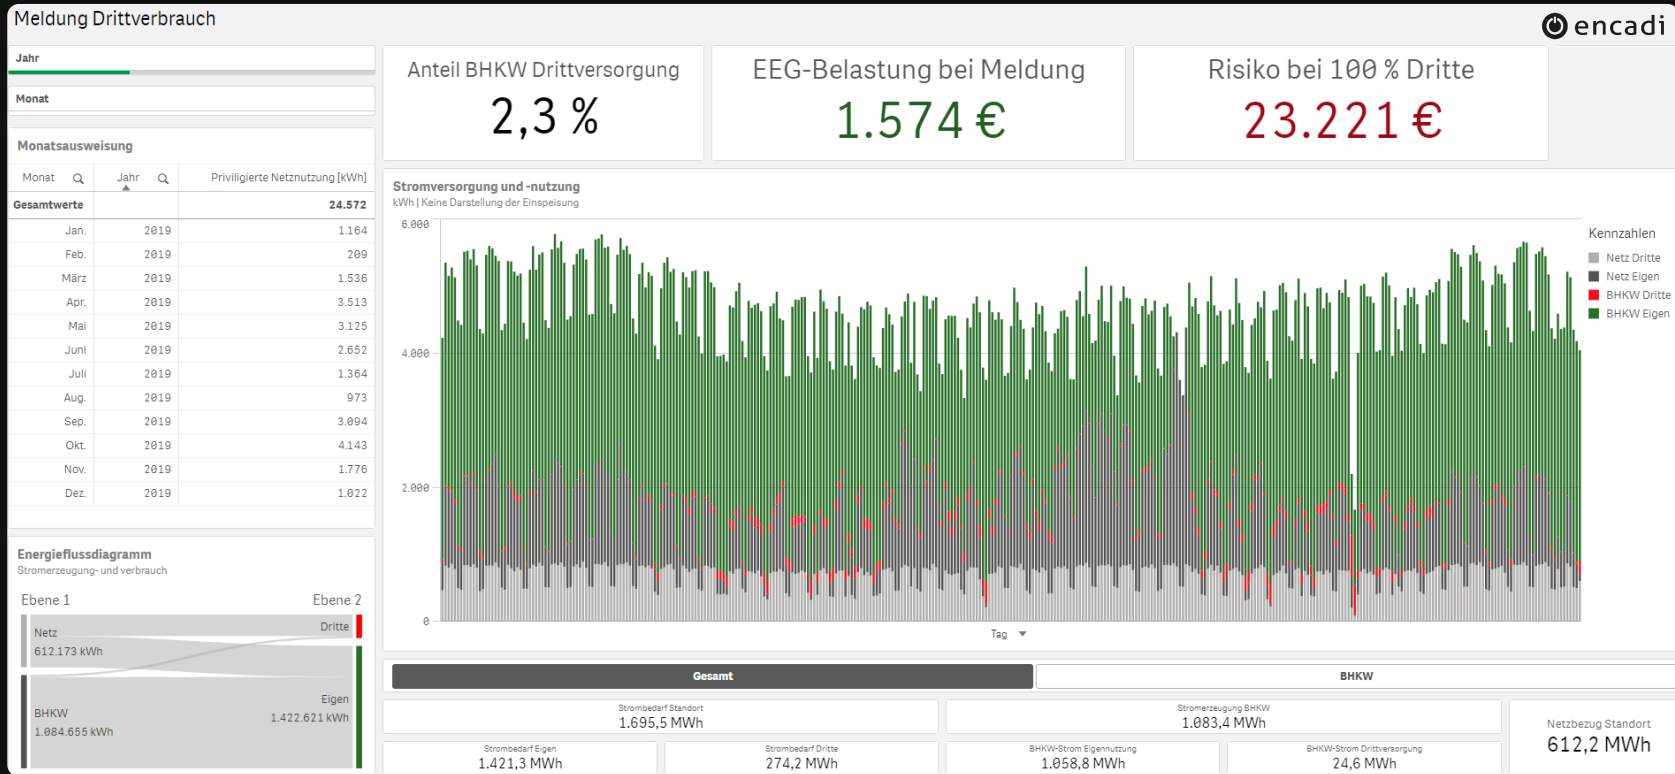 Meldung Drittverbrauch
encadi
Jahr
Monat
Anteil BHKW Drittversorgung
2,3 %
EEG-Belastung bei Meldung
1.574 €
Risiko bei 100 % Dritte
23.221 €
Monatsausweisung
Monat Jahr Priviligierte Netznutzung [kWh]
Gesamtwerte 24.572
Jan. 2019 1.164
Feb. 2019 209
März 2019 1.536
Apr. 2019 3.513
Mai 2019 3.125
Juni 2019 2.652
Juli 2019 1.364
Aug. 2019 973
Sep. 2019 3.094
Okt. 2019 4.143
Nov. 2019 1.776
Dez. 2019 1.022
Stromversorgung und -nutzung
kWh | Keine Darstellung der Einspeisung
6.000
4.000
2.000
0
Tag
Kennzahlen
Netz Dritte
Netz Eigen
BHKW Dritte
BHKW Eigen
Energieflussdiagramm
Stromerzeugung- und verbrauch
Ebene 1 Ebene 2
Netz
612.173 kWh
Dritte
BHKW
1.084.655 kWh
Eigen
1.422.621 kWh
Gesamt BHKW
Strombedarf Standort
1.695,5 MWh
Stromerzeugung BHKW
1.083,4 MWh
Netzbezug Standort
612,2 MWh
Strombedarf Eigen
1.421,3 MWh
Strombedarf Dritte
274,2 MWh
BHKW-Strom Eigennutzung
1.058,8 MWh
BHKW-Strom Drittversorgung
24,6 MWh